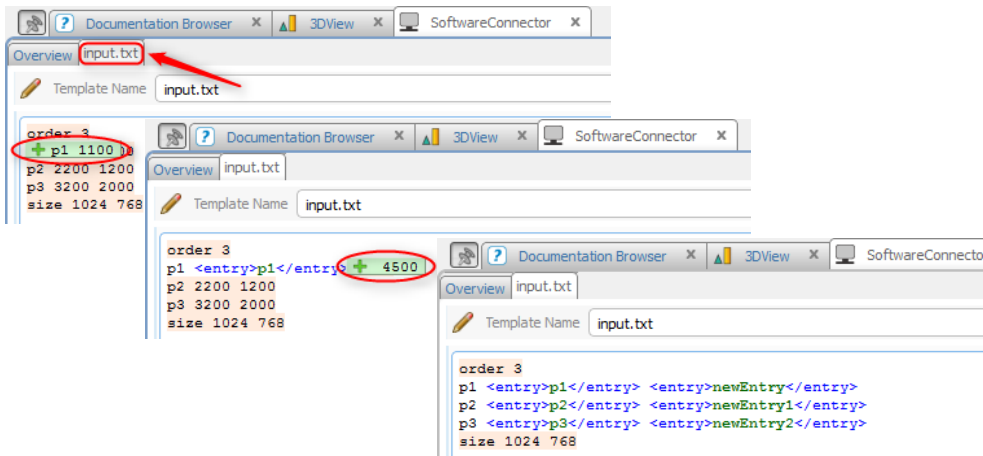 Documentation Browser 3DView SoftwareConnector
Overview input.txt
Template Name input.txt
order 3
p1 1100
p2 2200 1200
p3 3200 2000
size 1024 768
Documentation Browser 3DView SoftwareConnector
Overview input.txt
Template Name input.txt
order 3
p1 <entry>p1</entry> 4500
p2 2200 1200
p3 3200 2000
size 1024 768
Documentation Browser 3DView SoftwareConnecto
Overview input.txt
Template Name input.txt
order 3
p1 <entry>p1</entry> <entry>newEntry</entry>
p2 <entry>p2</entry> <entry>newEntry1</entry>
p3 <entry>p3</entry> <entry>newEntry2</entry>
size 1024 768